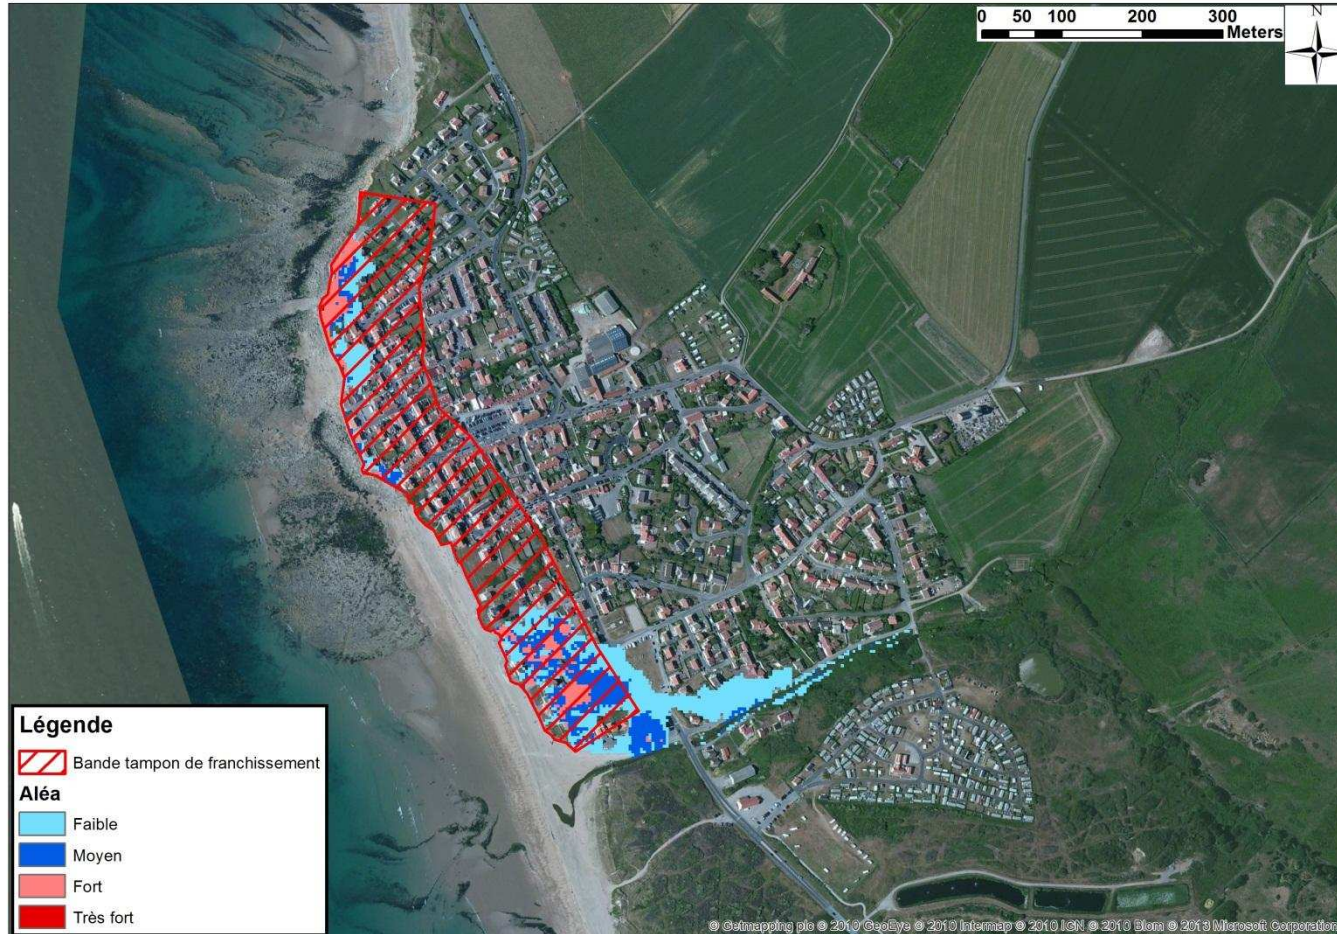 0 50 100 200 300
Meters
N
Légende
Bande tampon de franchissement
Aléa
Faible
Moyen
Fort
Très fort
© Getmapping plc © 2010 GeoEye © 2010 Intermap © 2010 IGN © 2010 Blom © 2013 Microsoft Corporation